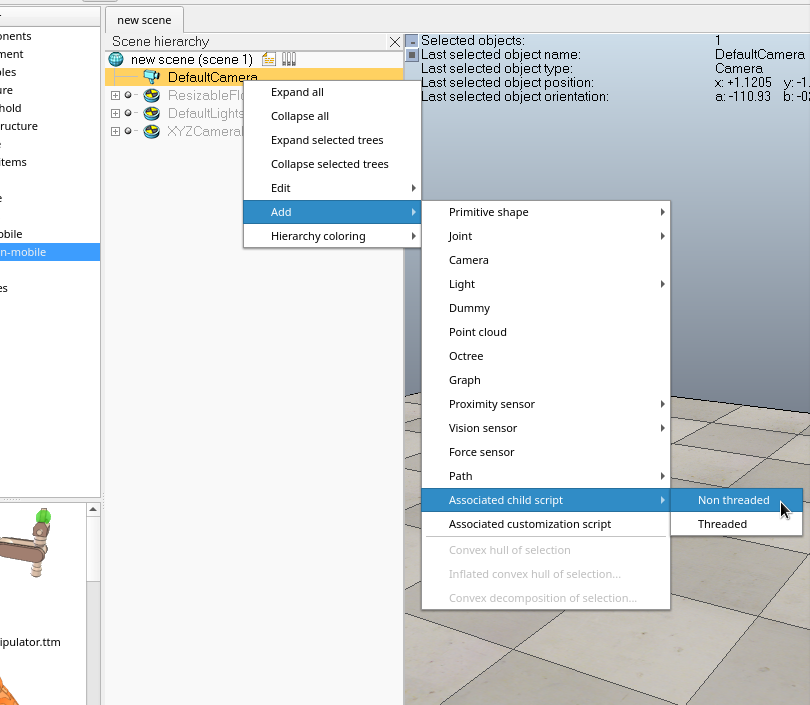 new scene
onents
ment
les
ure
hold
ructure
items
obile
n-mobile
es
ipulator.ttm
Scene hierarchy
new scene (scene 1)
DefaultCamera
ResizableFl
DefaultLights
XYZCamera
Selected objects: 1
Last selected object name: DefaultCamera
Last selected object type: Camera
Last selected object position: x: +1.1205 y: -1.
Last selected object orientation: a: -110.93 b: -0
Expand all
Collapse all
Expand selected trees
Collapse selected trees
Edit
Add
Hierarchy coloring
Primitive shape
Joint
Camera
Light
Dummy
Point cloud
Octree
Graph
Proximity sensor
Vision sensor
Force sensor
Path
Associated child script
Associated customization script
Convex hull of selection
Inflated convex hull of selection...
Convex decomposition of selection...
Non threaded
Threaded